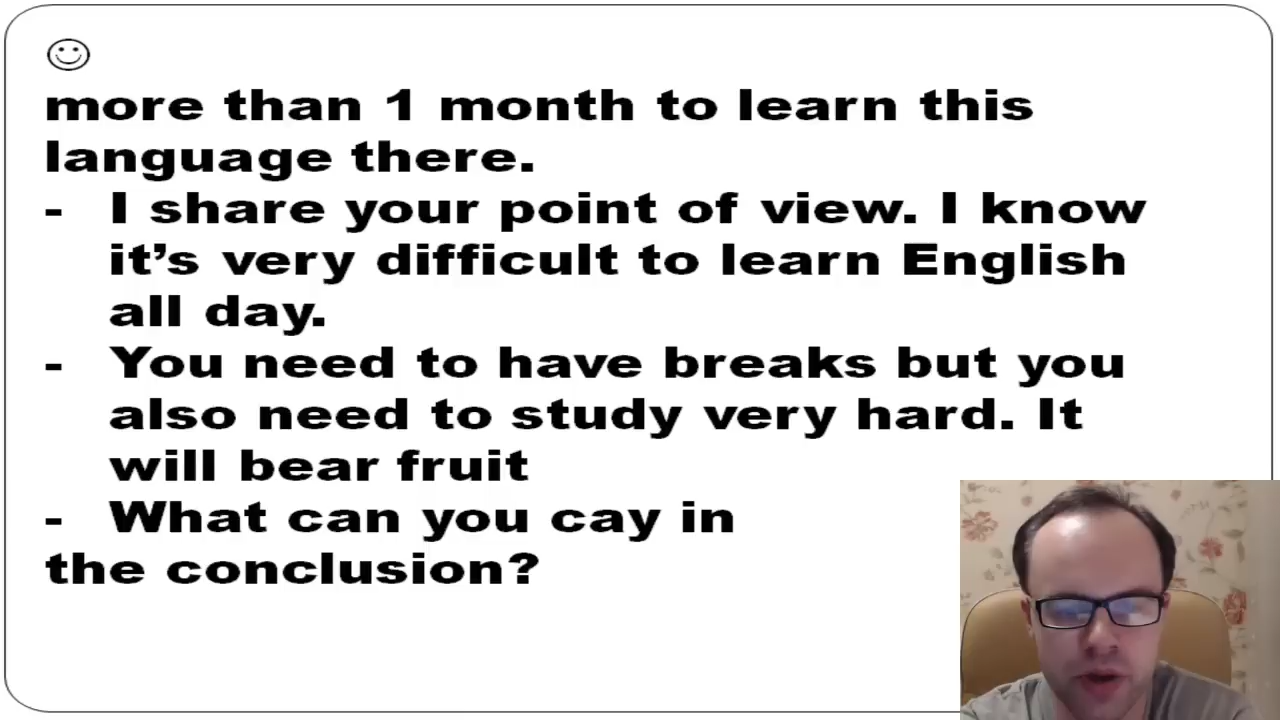 more than 1 month to learn this
language there.
- I share your point of view. I know
it's very difficult to learn English
all day.
- You need to have breaks but you
also need to study very hard. It
will bear fruit
- What can you cay in
the conclusion?